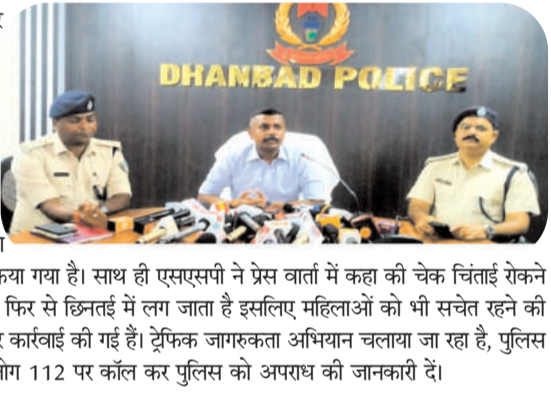 DHANBAD POLICE
कया गया है। साथ ही एसएसपी ने प्रेस वार्ता में कहा की चेक चिंताई रोकने
फिर से छिनतई में लग जाता है इसलिए महिलाओं को भी सचेत रहने की
र कार्रवाई की गई हैं। ट्रेफिक जागरुकता अभियान चलाया जा रहा है, पुलिस
लोग 112 पर कॉल कर पुलिस को अपराध की जानकारी दें।